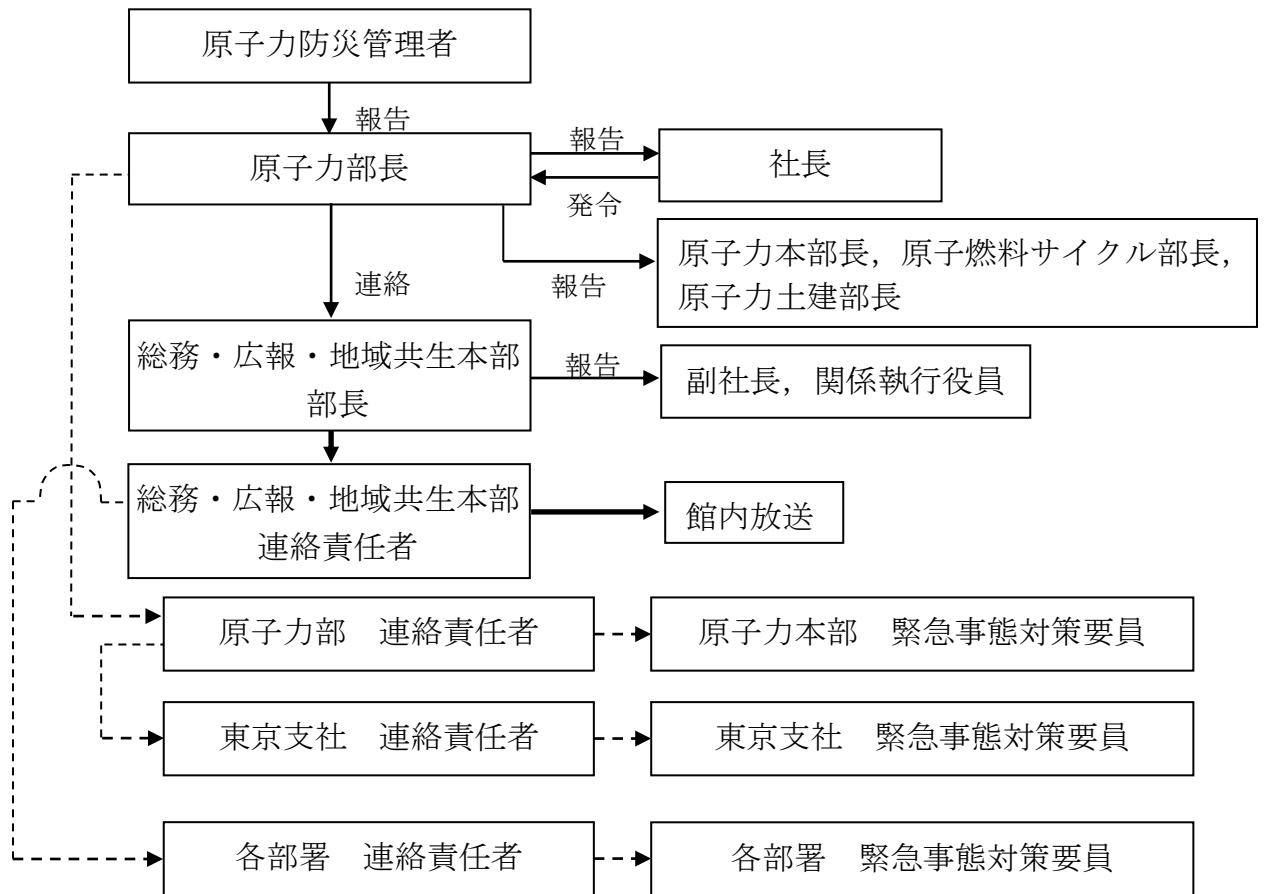 原子力防災管理者
報告
原子力部長
報告
社長
発令
報告
原子力本部長，原子燃料サイクル部長，
原子力土建部長
連絡
総務・広報・地域共生本部
部長
報告
副社長，関係執行役員
総務・広報・地域共生本部
連絡責任者
館内放送
原子力部　連絡責任者
原子力本部　緊急事態対策要員
東京支社　連絡責任者
東京支社　緊急事態対策要員
各部署　連絡責任者
各部署　緊急事態対策要員